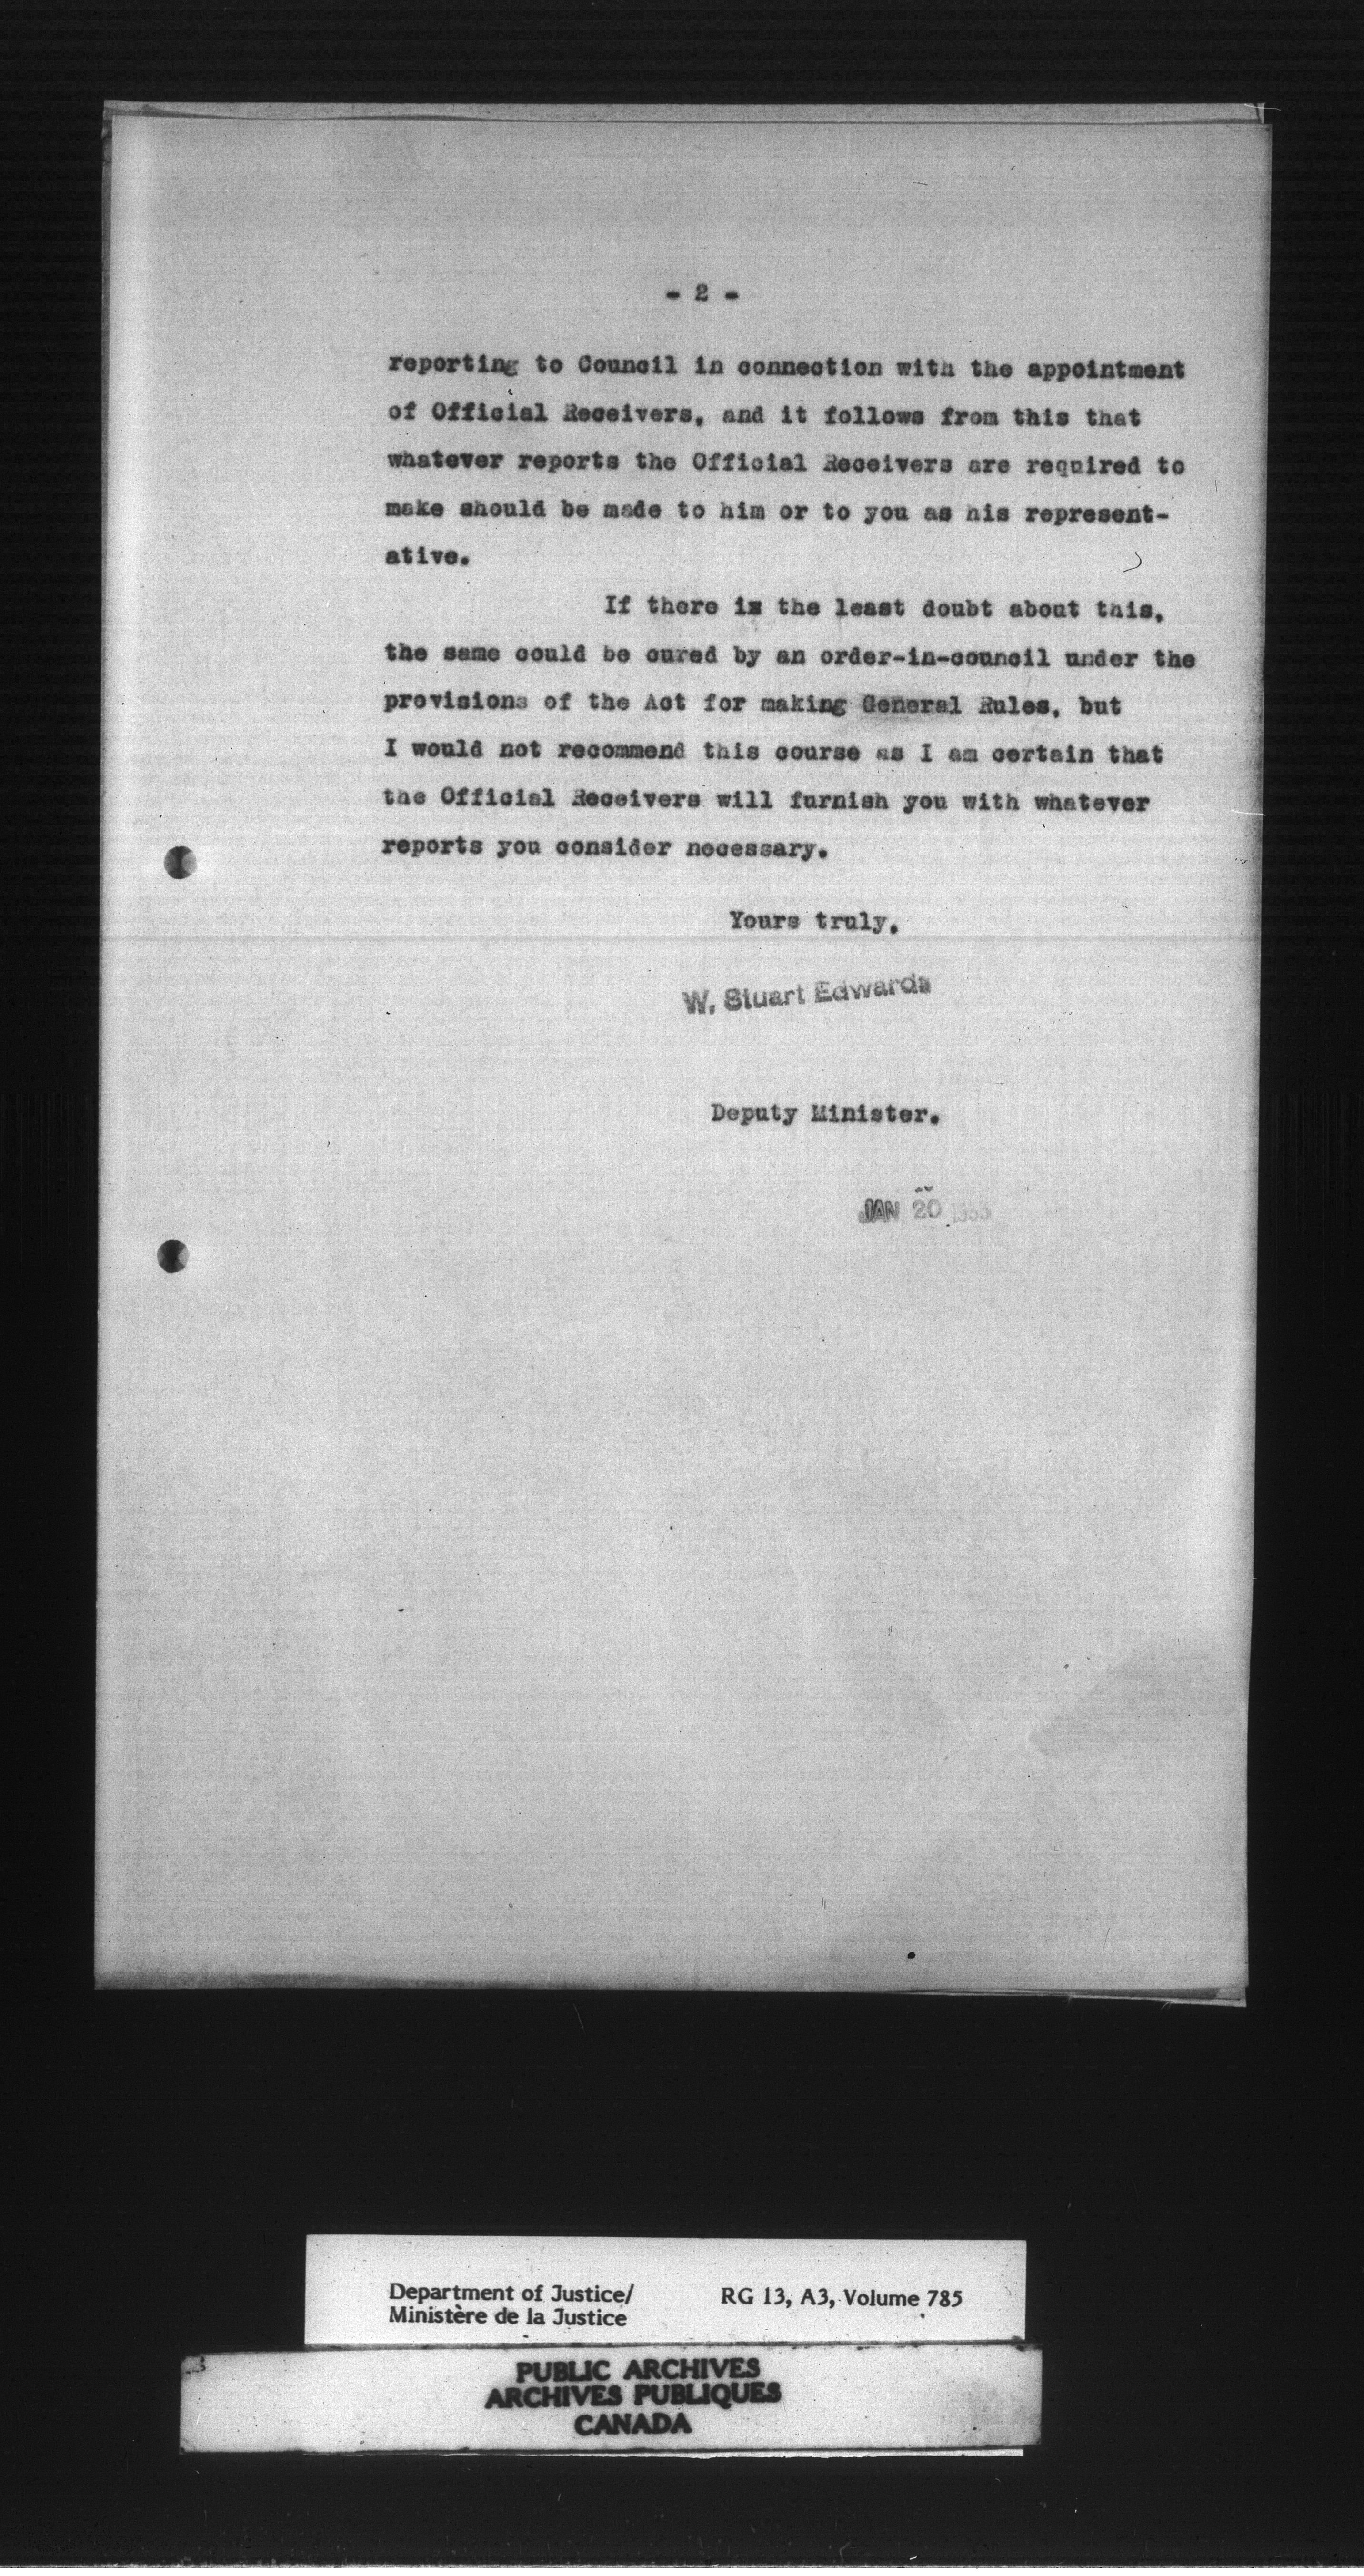 - 2 -
reporting to Council in connection with the appointment
of Official Receivers, and it follows from this that
whatever reports the Official Receivers are required to
make should be made to him or to you as his represent-
ative.
If there is the least doubt about this,
the same could be cured by an order-in-council under the
provisions of the Act for making General Rules, but
I would not recommend this course as I am certain that
the Official Receivers will furnish you with whatever
reports you consider necessary.
Yours truly,
W. Stuart Edwards
Deputy Minister.
JAN 20 1933
Department of Justice/ RG 13, A3, Volume 785
Ministère de la Justice
PUBLIC ARCHIVES
ARCHIVES PUBLIQUES
CANADA